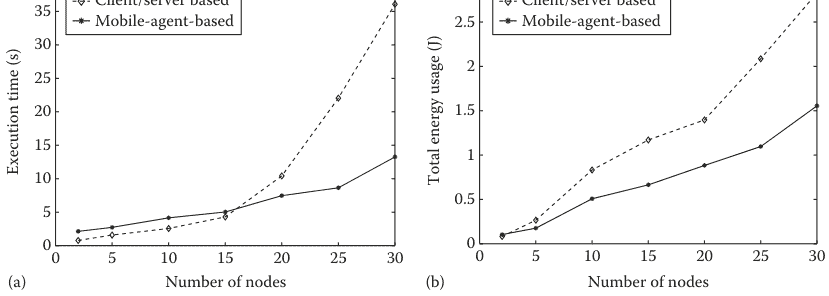 Client/server based
Mobile-agent-based
35
30
25
20
15
10
5
0
Execution time (s)
0 5 10 15 20 25 30
Number of nodes
(a)
Client/server based
Mobile-agent-based
2.5
2
1.5
1
0.5
0
Total energy usage (J)
0 5 10 15 20 25 30
Number of nodes
(b)